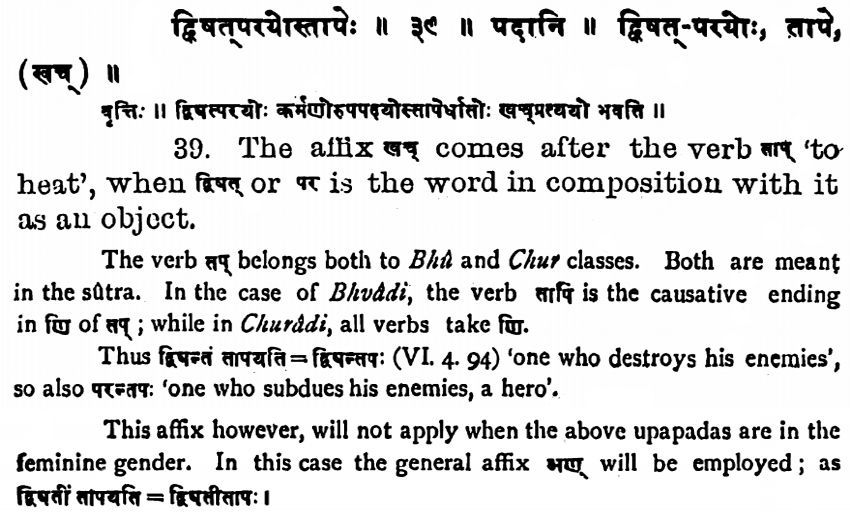 द्विषत्परयोस्तापेः ॥ ३९ ॥ पदानि ॥ द्विषत्-परयोः, तापे,
(खच्) ॥
वृत्तिः ॥ द्विषत्परयोः कर्मणोरुपपदयोस्तापेर्धातोः खच्प्रत्ययो भवति ॥
39. The affix खच् comes after the verb ताप् ‘to
heat’, when द्विषत् or पर is the word in composition with it
as an object.
The verb तप् belongs both to Bhû and Chur classes. Both are meant
in the sûtra. In the case of Bhvâdi, the verb तापि is the causative ending
in णि of तप् ; while in Churâdi, all verbs take णि.
Thus द्विषन्तं तापयति = द्विषन्तपः (VI. 4. 94) ‘one who destroys his enemies’,
so also परन्तपः ‘one who subdues his enemies, a hero’.
This affix however, will not apply when the above upapadas are in the
feminine gender. In this case the general affix अण् will be employed ; as
द्विषतीं तापयति = द्विषतीतापः ।